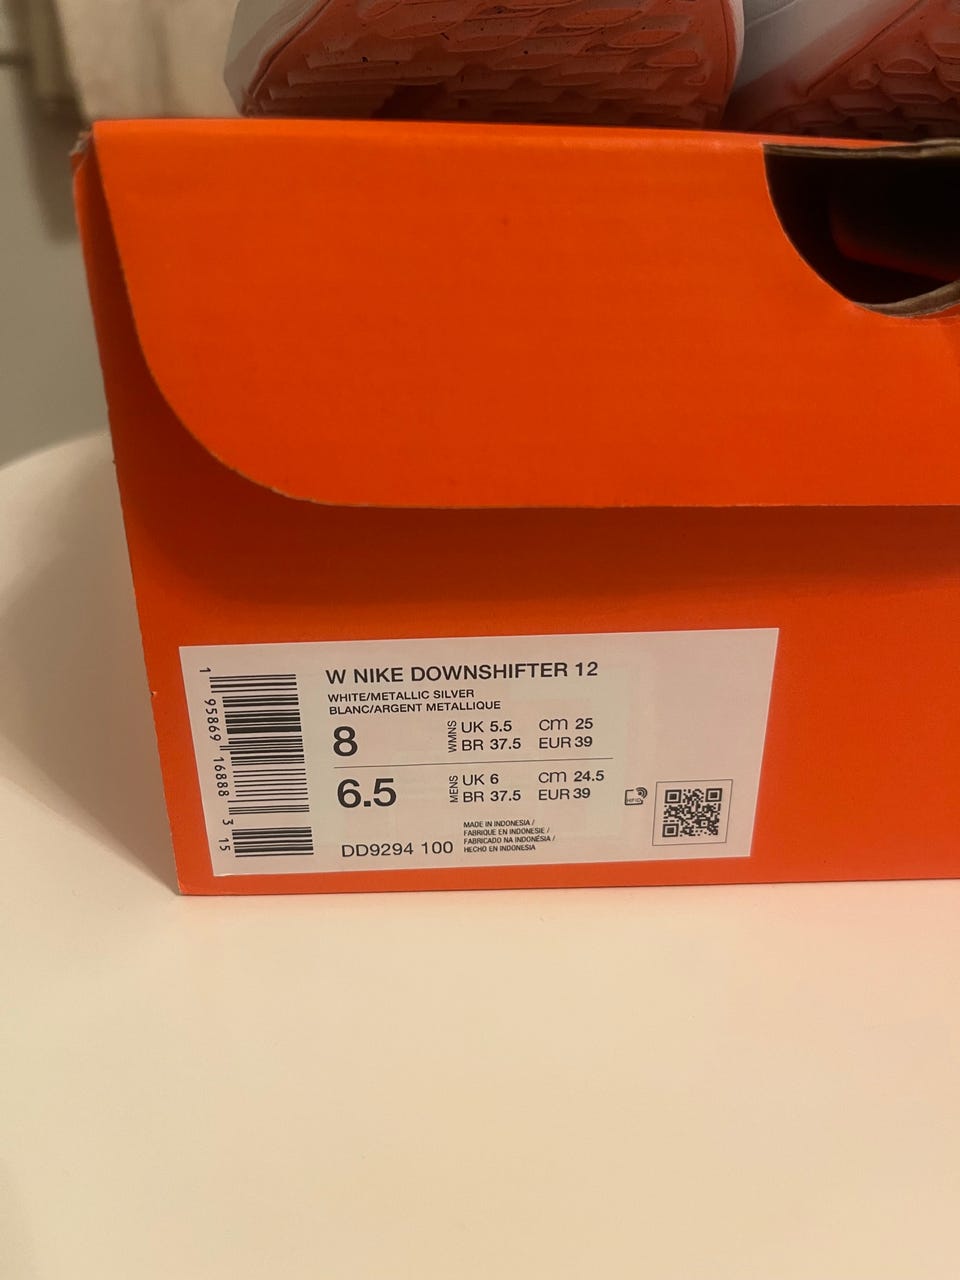 W NIKE DOWNSHIFTER 12
WHITE/METALLIC SILVER
BLANC/ARGENT METALLIQUE
8 WMNS UK 5.5 cm 25
BR 37.5 EUR 39
6.5 MENS UK 6 cm 24.5
BR 37.5 EUR 39
RFID
DD9294 100
MADE IN INDONESIA /
FABRIQUE EN INDONESIE /
FABRICADO NA INDONÉSIA /
HECHO EN INDONESIA
1 95869 16888 3 15